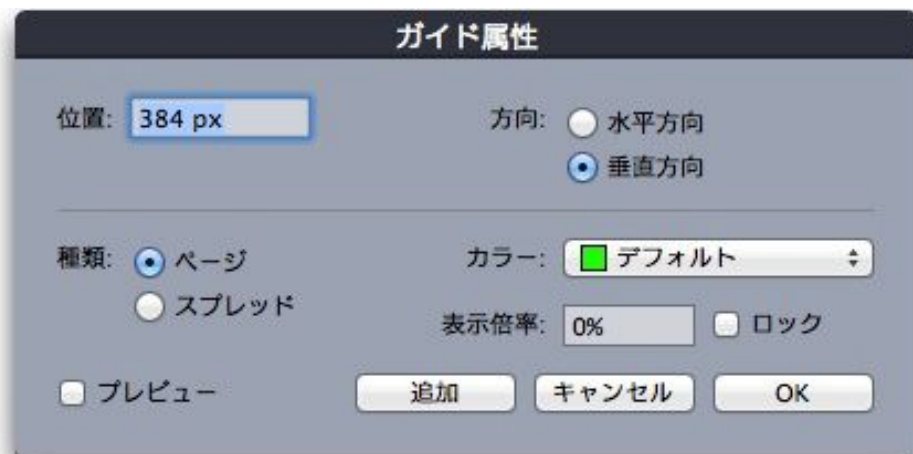 ガイド属性
位置: 384 px 方向: 水平方向
垂直方向
種類: ページ カラー: デフォルト
スプレッド
表示倍率: 0% ロック
プレビュー 追加 キャンセル OK